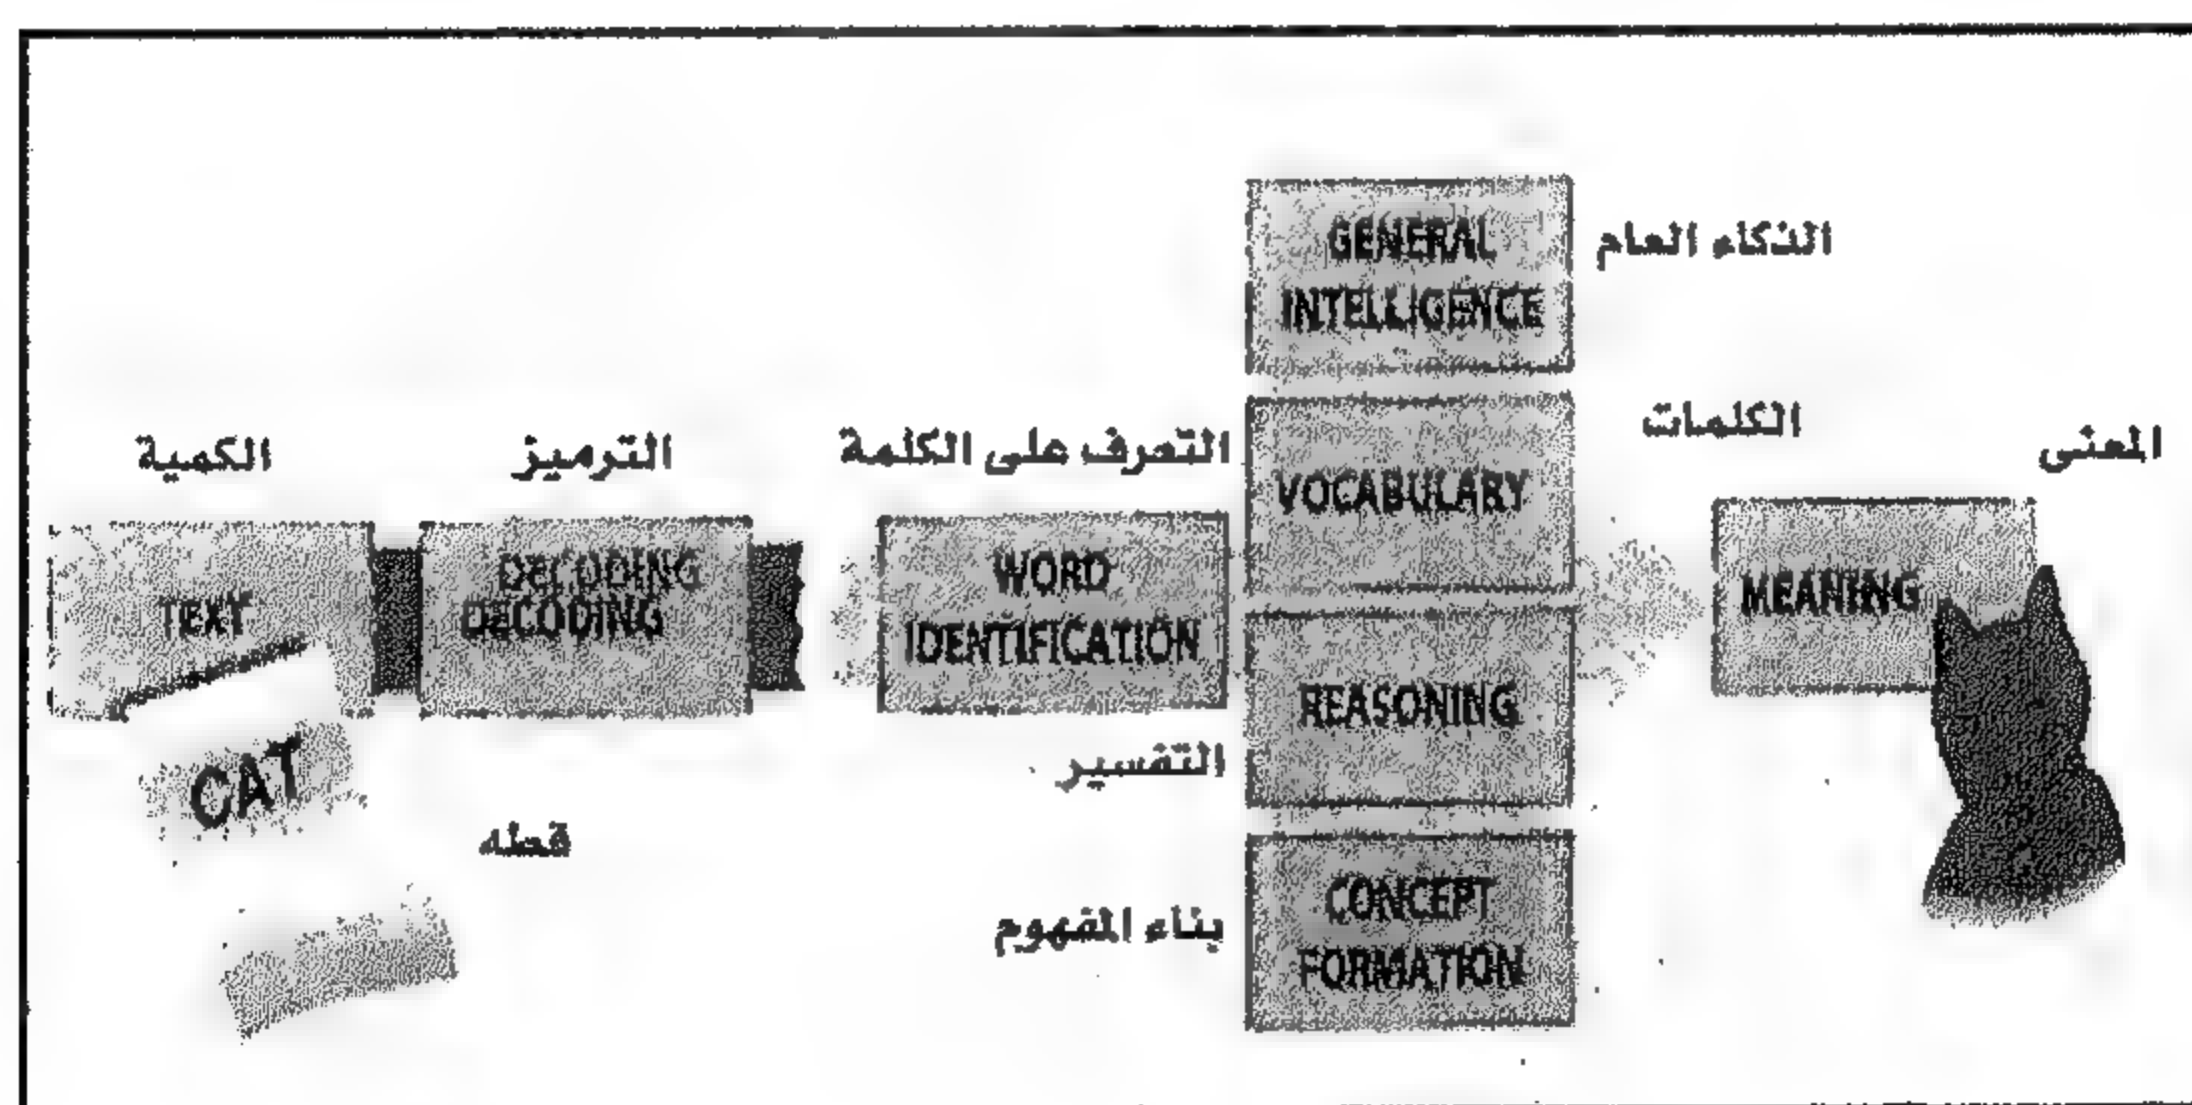 الذكاء العام
GENERAL
INTELLIGENCE
الكمية
الترميز
التعرف على الكلمة
الكلمات
المعنى
TEXT
DECODING
DECODING
WORD
IDENTIFICATION
VOCABULARY
MEANING
CAT
قطه
التفسير
REASONING
بناء المفهوم
CONCEPT
FORMATION